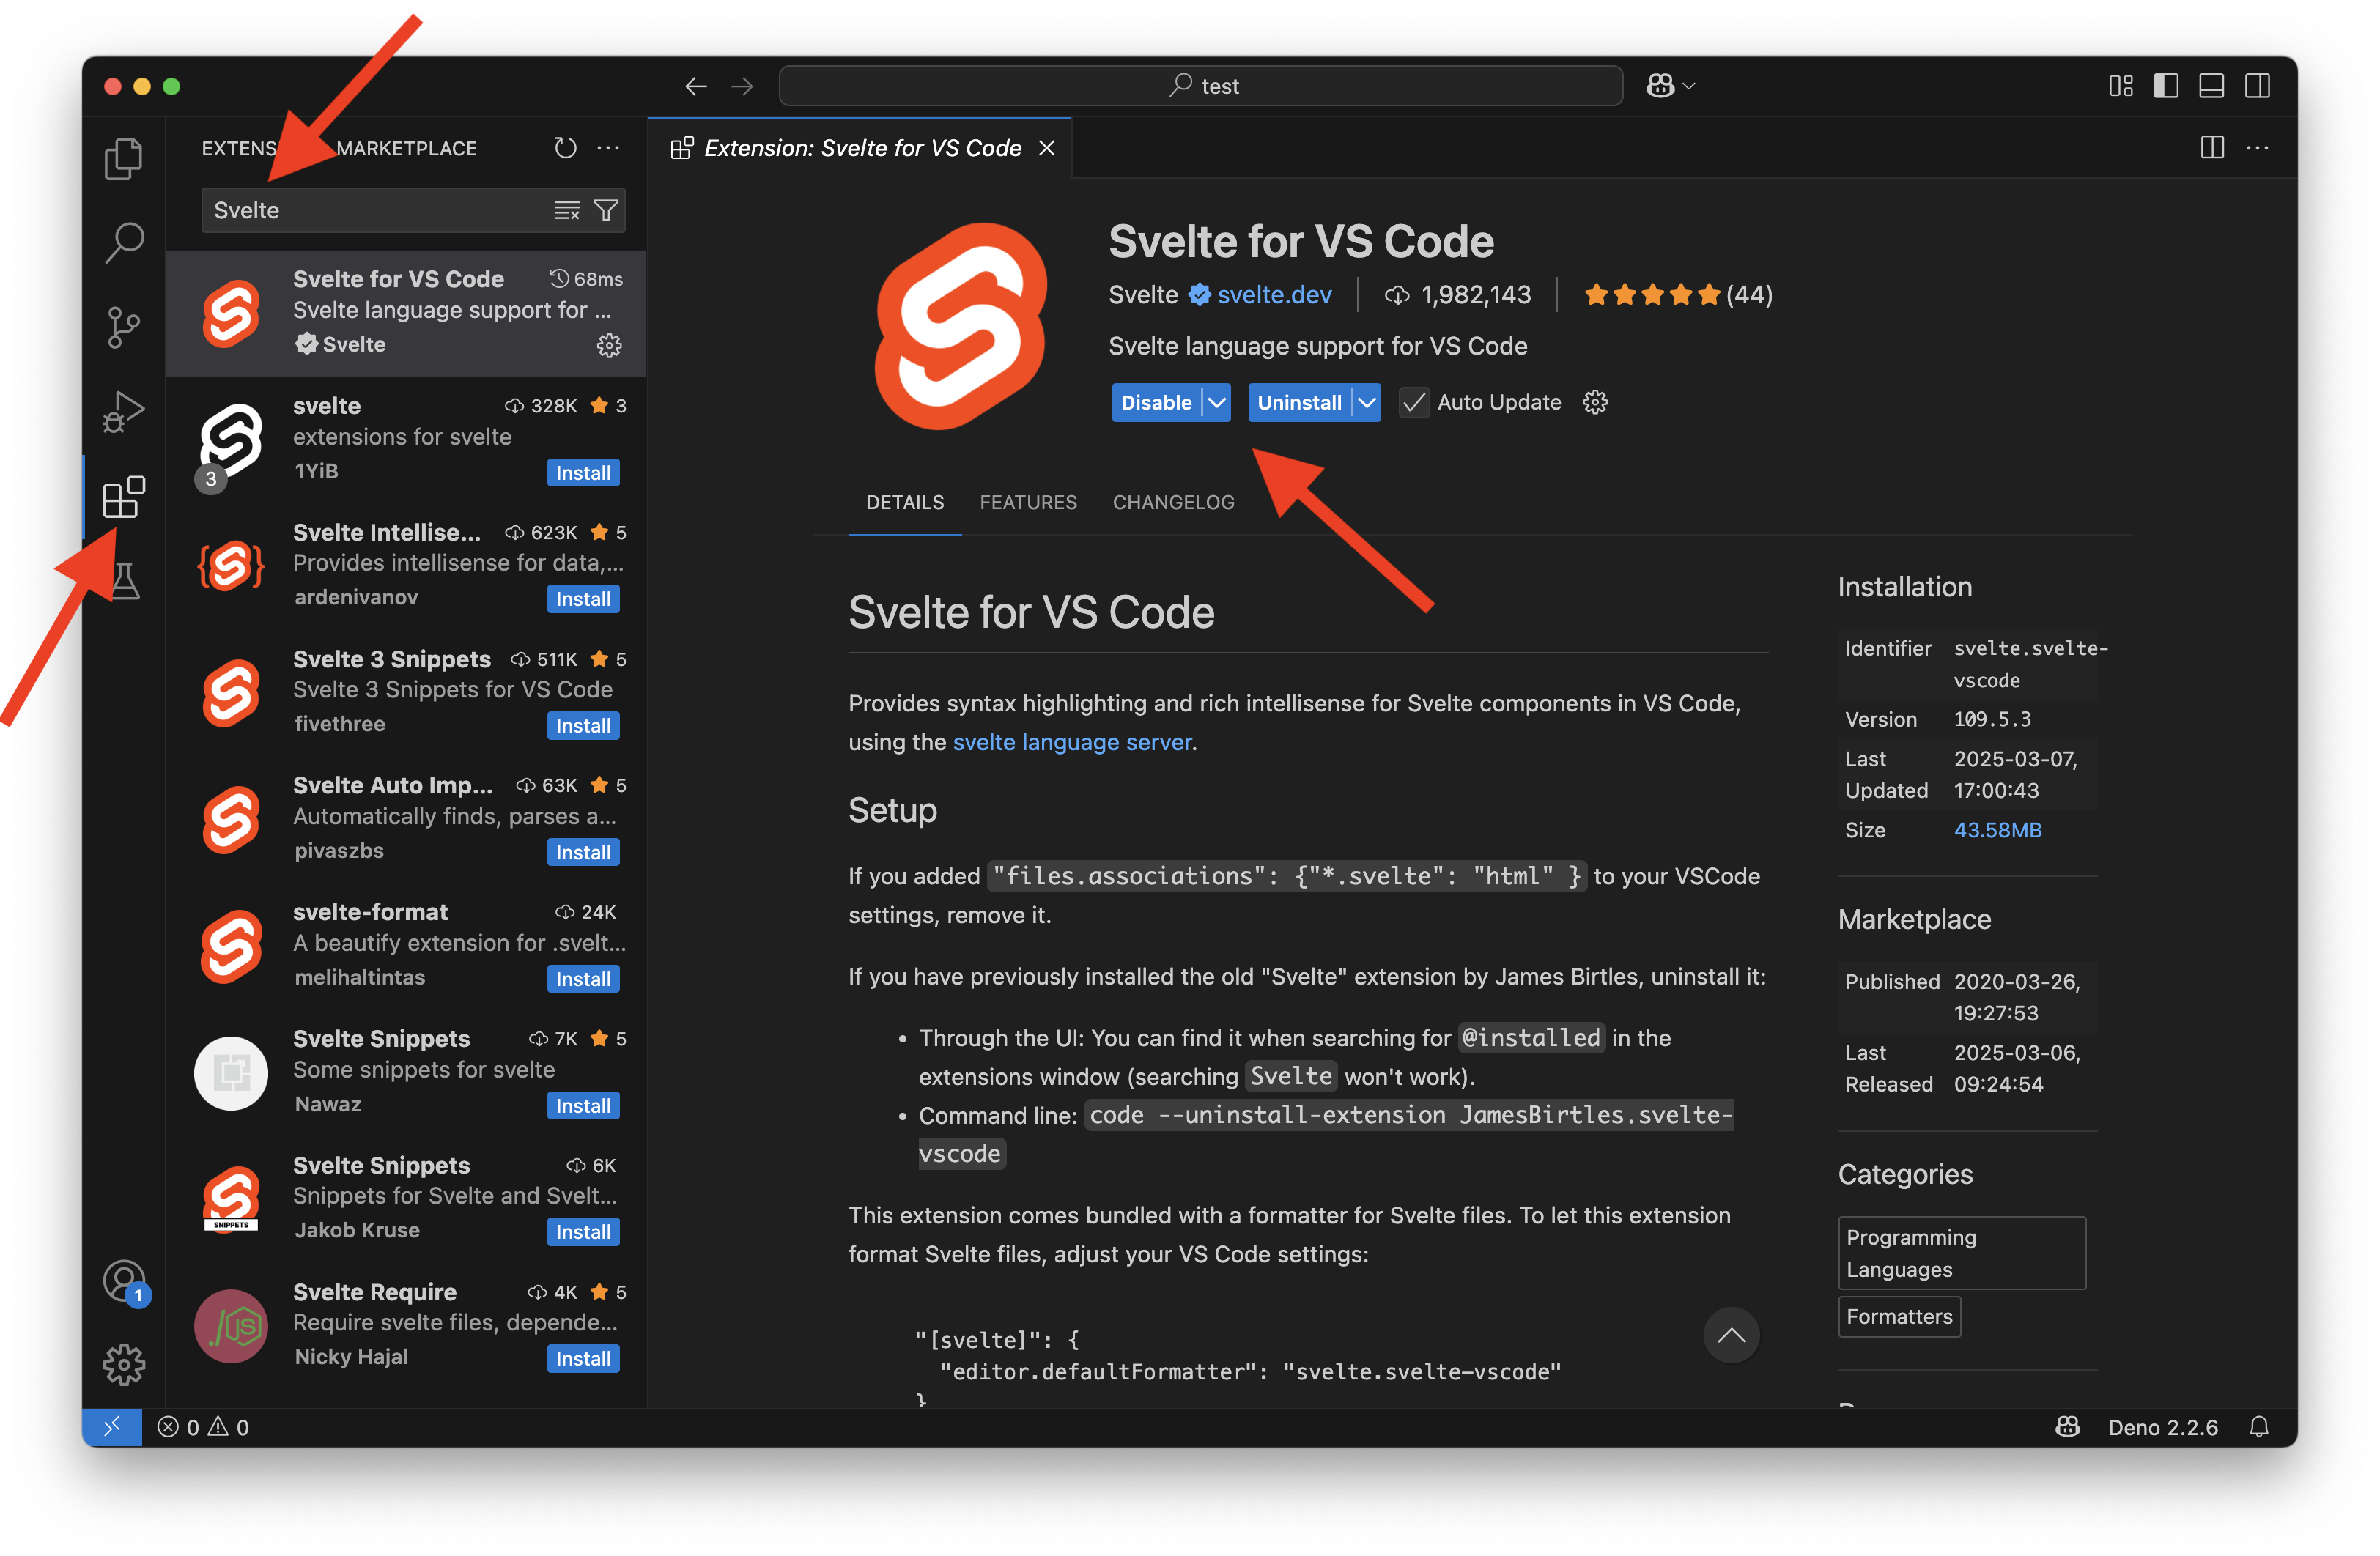 test
EXTENS MARKETPLACE
Svelte
Svelte for VS Code 68ms
Svelte language support for ...
Svelte
svelte 328K 3
extensions for svelte
1YiB Install
3
Svelte Intellise... 623K 5
Provides intellisense for data,...
ardenivanov Install
Svelte 3 Snippets 511K 5
Svelte 3 Snippets for VS Code
fivethree Install
Svelte Auto Imp... 63K 5
Automatically finds, parses a...
pivaszbs Install
svelte-format 24K
A beautify extension for .svelt...
melihaltintas Install
Svelte Snippets 7K 5
Some snippets for svelte
Nawaz Install
Svelte Snippets 6K
Snippets for Svelte and Svelt...
SNIPPETS
Jakob Kruse Install
Svelte Require 4K 5
Require svelte files, depende...
JS
Nicky Hajal Install
1
Extension: Svelte for VS Code
Svelte for VS Code
Svelte svelte.dev 1,982,143 (44)
Svelte language support for VS Code
Disable Uninstall Auto Update
DETAILS FEATURES CHANGELOG
Svelte for VS Code
Provides syntax highlighting and rich intellisense for Svelte components in VS Code,
using the svelte language server.
Setup
If you added "files.associations": {"*.svelte": "html" } to your VSCode
settings, remove it.
If you have previously installed the old "Svelte" extension by James Birtles, uninstall it:
• Through the UI: You can find it when searching for @installed in the
extensions window (searching Svelte won't work).
• Command line: code --uninstall-extension JamesBirtles.svelte-
vscode
This extension comes bundled with a formatter for Svelte files. To let this extension
format Svelte files, adjust your VS Code settings:
"[svelte]": {
"editor.defaultFormatter": "svelte.svelte-vscode"
},
Installation
Identifier svelte.svelte-
vscode
Version 109.5.3
Last 2025-03-07,
Updated 17:00:43
Size 43.58MB
Marketplace
Published 2020-03-26,
19:27:53
Last 2025-03-06,
Released 09:24:54
Categories
Programming
Languages
Formatters
0 0
Deno 2.2.6